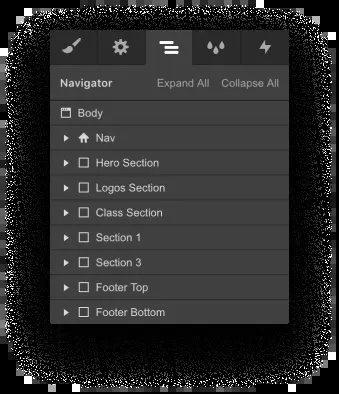 Navigator Expand All Collapse All
Body
Nav
Hero Section
Logos Section
Class Section
Section 1
Section 3
Footer Top
Footer Bottom